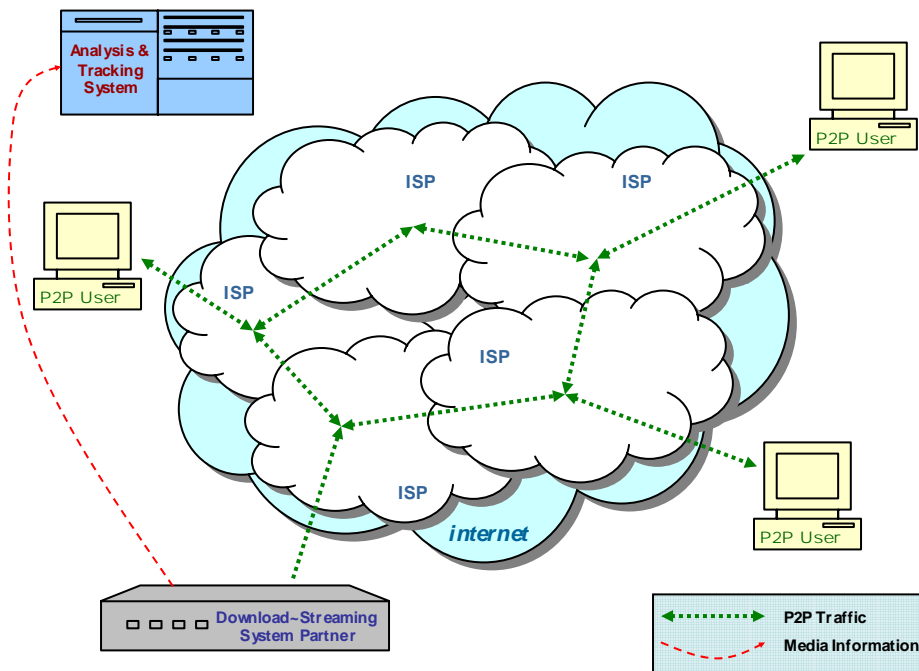 Analysis &
Tracking
System
P2P User
ISP
ISP
P2P User
ISP
ISP
ISP
internet
P2P User
Download~Streaming
System Partner
P2P Traffic
Media Information